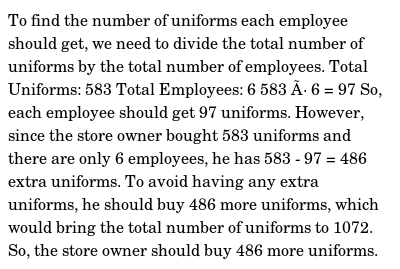 To find the number of uniforms each employee
should get, we need to divide the total number of
uniforms by the total number of employees. Total
Uniforms: 583 Total Employees: 6 583 Ã· 6 = 97 So,
each employee should get 97 uniforms. However,
since the store owner bought 583 uniforms and
there are only 6 employees, he has 583 - 97 = 486
extra uniforms. To avoid having any extra
uniforms, he should buy 486 more uniforms, which
would bring the total number of uniforms to 1072.
So, the store owner should buy 486 more uniforms.